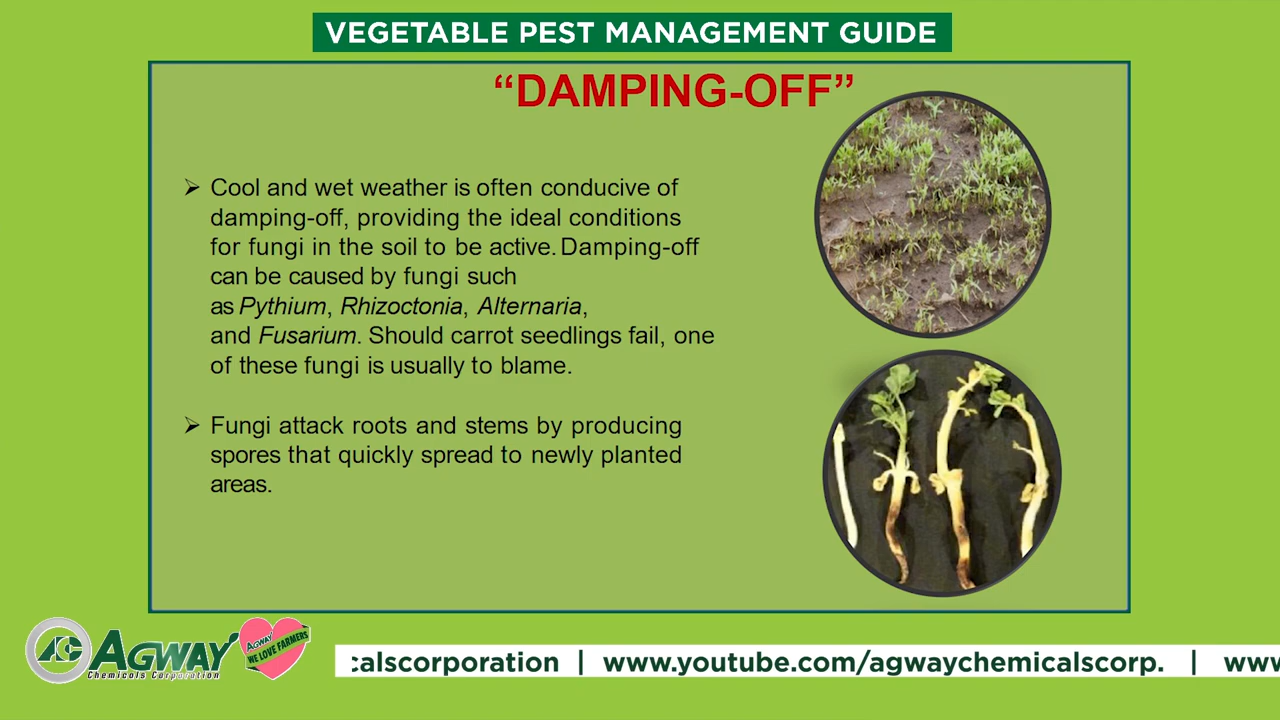 VEGETABLE PEST MANAGEMENT GUIDE
“DAMPING-OFF”
➢ Cool and wet weather is often conducive of
damping-off, providing the ideal conditions
for fungi in the soil to be active. Damping-off
can be caused by fungi such
as Pythium, Rhizoctonia, Alternaria,
and Fusarium. Should carrot seedlings fail, one
of these fungi is usually to blame.
➢ Fungi attack roots and stems by producing
spores that quickly spread to newly planted
areas.
AC AGWAY
Chemicals Corporation
AGWAY
WE LOVE FARMERS
calscorporation | www.youtube.com/agwaychemicalscorp. | www